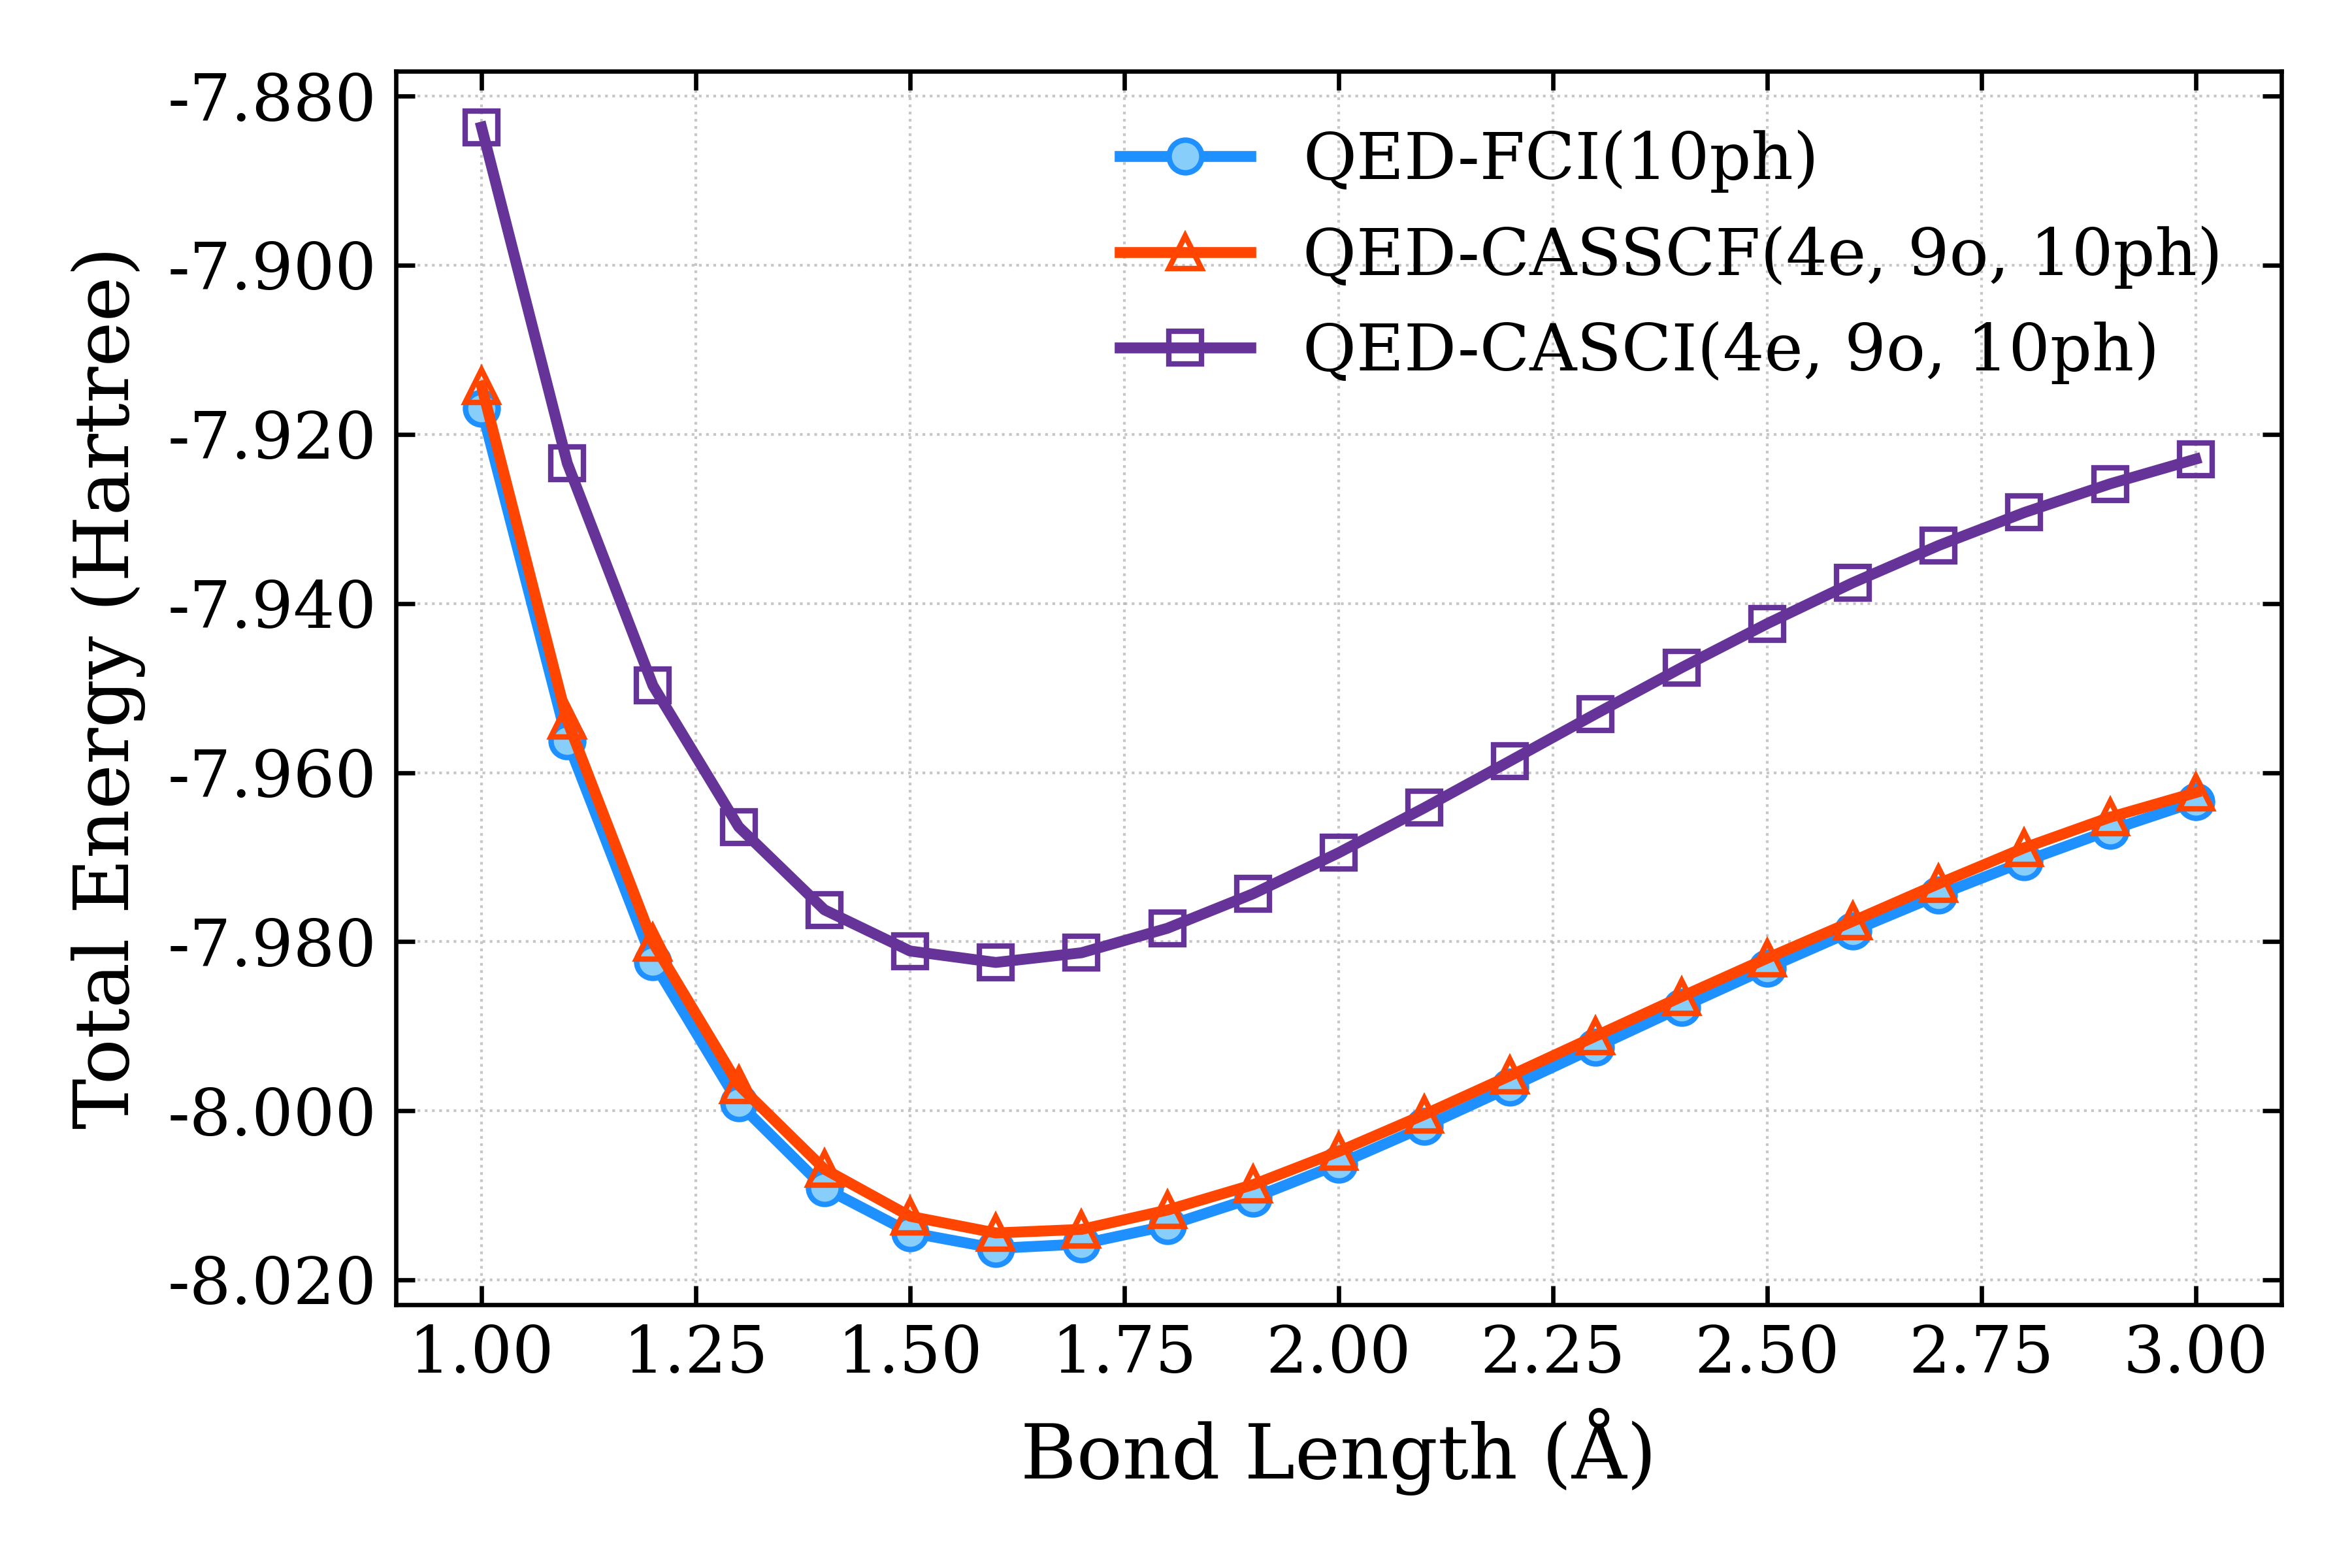 -7.880
-7.900
-7.920
-7.940
-7.960
-7.980
-8.000
-8.020
Total Energy (Hartree)
QED-FCI(10ph)
QED-CASSCF(4e, 9o, 10ph)
QED-CASCI(4e, 9o, 10ph)
1.00 1.25 1.50 1.75 2.00 2.25 2.50 2.75 3.00
Bond Length (Å)